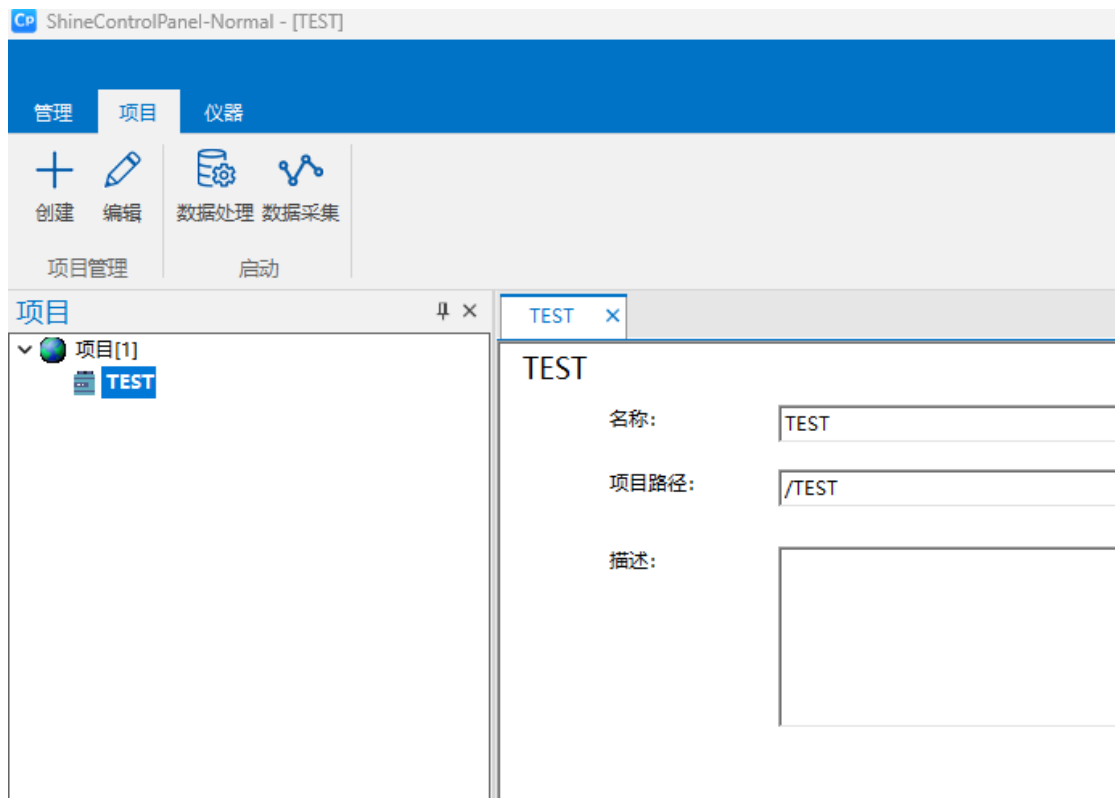 CP ShineControlPanel-Normal - [TEST]
管理 项目 仪器
创建 编辑 数据处理 数据采集
项目管理 启动
项目
TEST
项目[1]
TEST
TEST
名称: TEST
项目路径: /TEST
描述: